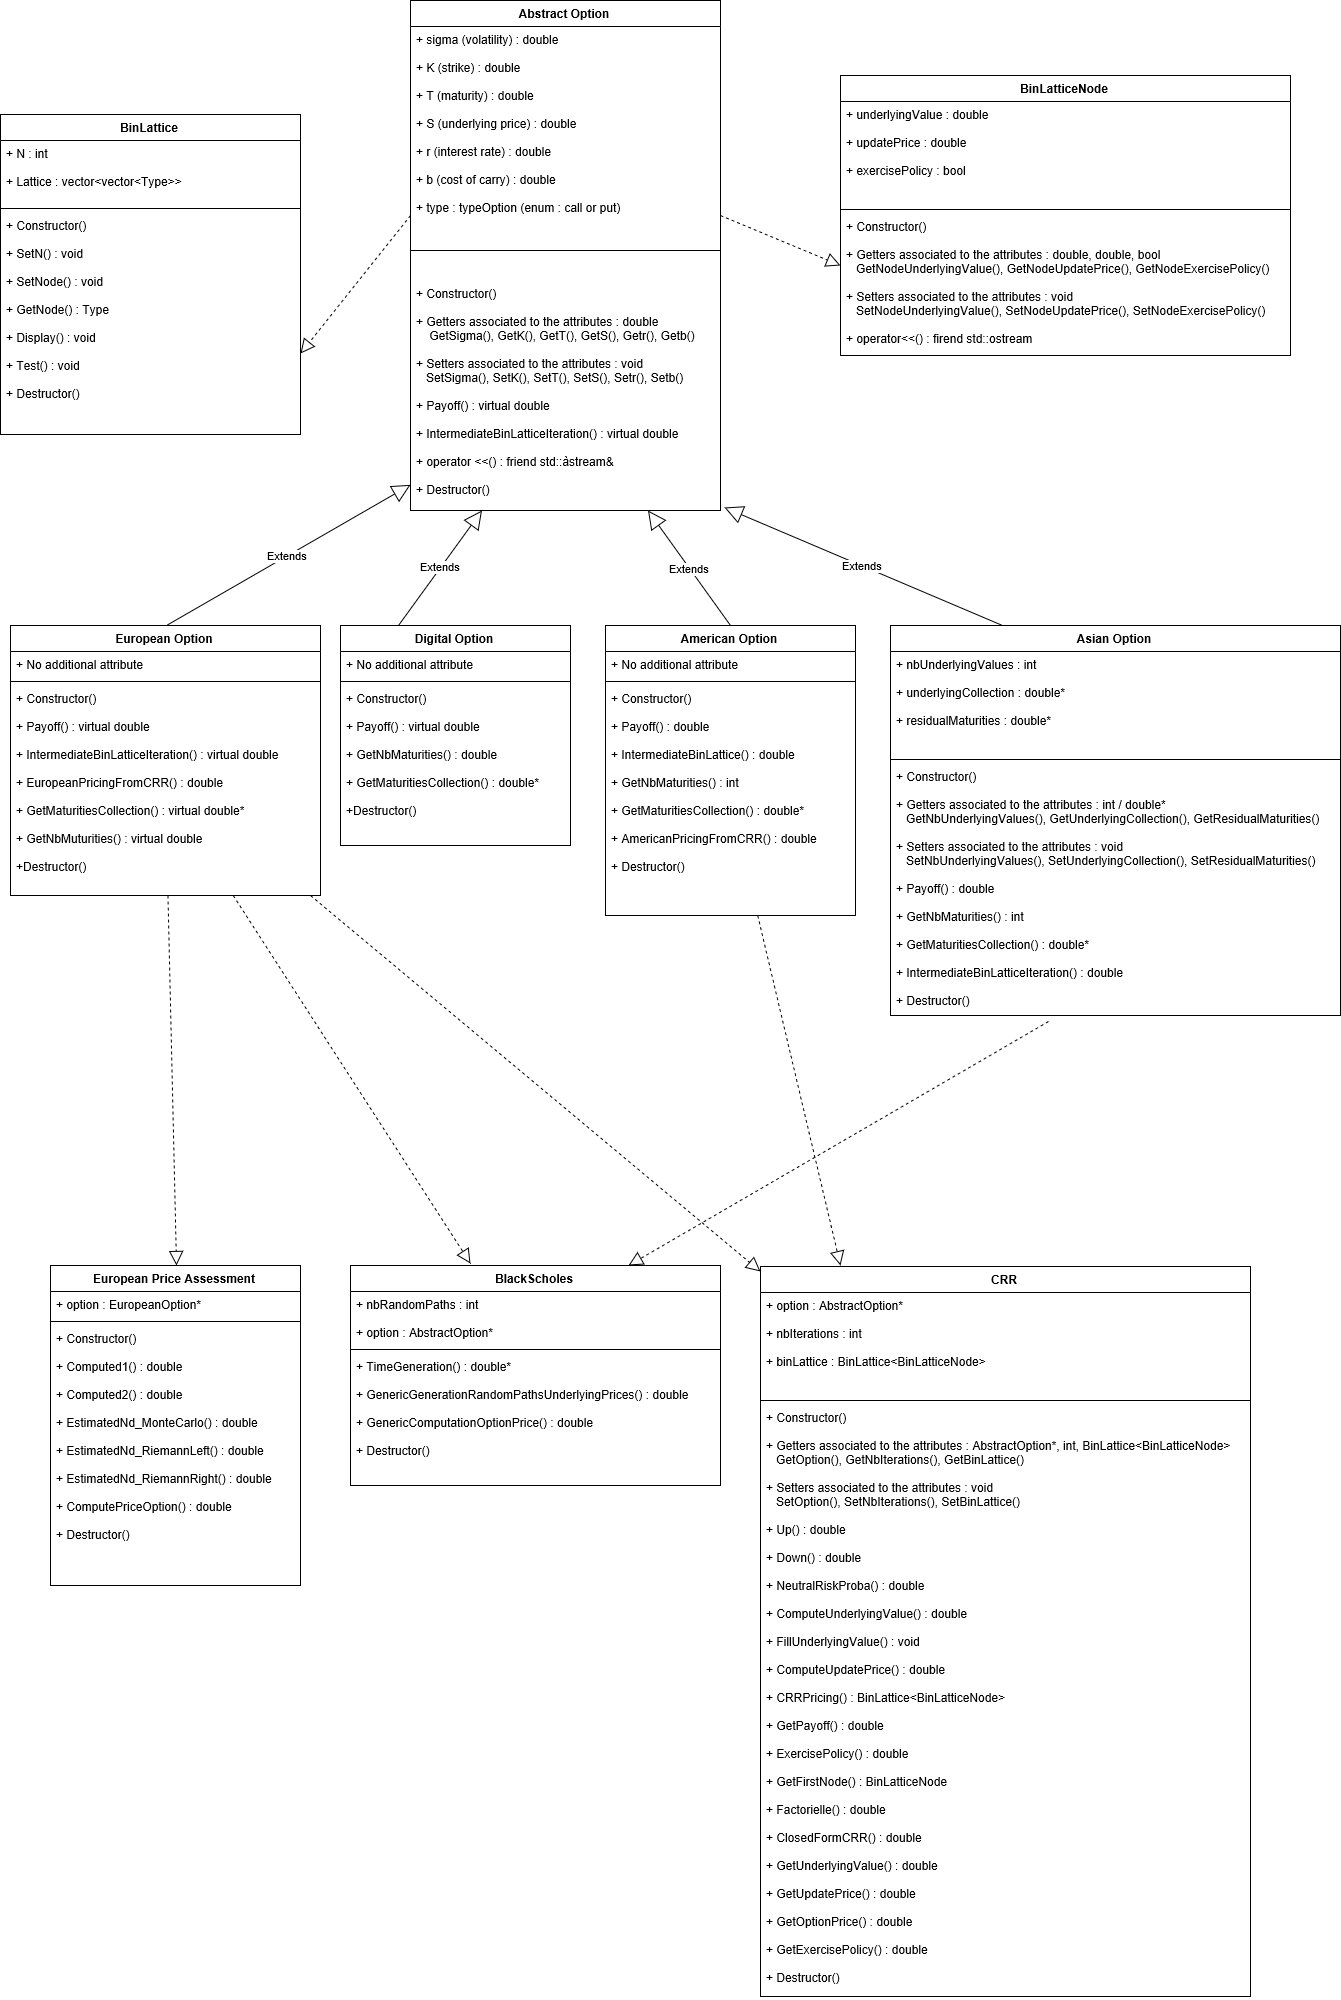 Abstract Option
+ sigma (volatility) : double
+ K (strike) : double
+ T (maturity) : double
+ S (underlying price) : double
+ r (interest rate) : double
+ b (cost of carry) : double
+ type : typeOption (enum : call or put)
+ Constructor()
+ Getters associated to the attributes : double
GetSigma(), GetK(), GetT(), GetS(), Getr(), Getb()
+ Setters associated to the attributes : void
SetSigma(), SetK(), SetT(), SetS(), Setr(), Setb()
+ Payoff() : virtual double
+ IntermediateBinLatticeIteration() : virtual double
+ operator <<() : friend std::àstream&
+ Destructor()
BinLatticeNode
+ underlyingValue : double
+ updatePrice : double
+ exercisePolicy : bool
+ Constructor()
+ Getters associated to the attributes : double, double, bool
GetNodeUnderlyingValue(), GetNodeUpdatePrice(), GetNodeExercisePolicy()
+ Setters associated to the attributes : void
SetNodeUnderlyingValue(), SetNodeUpdatePrice(), SetNodeExercisePolicy()
+ operator<<() : firend std::ostream
BinLattice
+ N : int
+ Lattice : vector<vector<Type>>
+ Constructor()
+ SetN() : void
+ SetNode() : void
+ GetNode() : Type
+ Display() : void
+ Test() : void
+ Destructor()
Extends
Extends
Extends
Extends
European Option
+ No additional attribute
+ Constructor()
+ Payoff() : virtual double
+ IntermediateBinLatticeIteration() : virtual double
+ EuropeanPricingFromCRR() : double
+ GetMaturitiesCollection() : virtual double*
+ GetNbMuturities() : virtual double
+Destructor()
Digital Option
+ No additional attribute
+ Constructor()
+ Payoff() : virtual double
+ GetNbMaturities() : double
+ GetMaturitiesCollection() : double*
+Destructor()
American Option
+ No additional attribute
+ Constructor()
+ Payoff() : double
+ IntermediateBinLattice() : double
+ GetNbMaturities() : int
+ GetMaturitiesCollection() : double*
+ AmericanPricingFromCRR() : double
+ Destructor()
Asian Option
+ nbUnderlyingValues : int
+ underlyingCollection : double*
+ residualMaturities : double*
+ Constructor()
+ Getters associated to the attributes : int / double*
GetNbUnderlyingValues(), GetUnderlyingCollection(), GetResidualMaturities()
+ Setters associated to the attributes : void
SetNbUnderlyingValues(), SetUnderlyingCollection(), SetResidualMaturities()
+ Payoff() : double
+ GetNbMaturities() : int
+ GetMaturitiesCollection() : double*
+ IntermediateBinLatticeIteration() : double
+ Destructor()
European Price Assessment
+ option : EuropeanOption*
+ Constructor()
+ Computed1() : double
+ Computed2() : double
+ EstimatedNd_MonteCarlo() : double
+ EstimatedNd_RiemannLeft() : double
+ EstimatedNd_RiemannRight() : double
+ ComputePriceOption() : double
+ Destructor()
BlackScholes
+ nbRandomPaths : int
+ option : AbstractOption*
+ TimeGeneration() : double*
+ GenericGenerationRandomPathsUnderlyingPrices() : double
+ GenericComputationOptionPrice() : double
+ Destructor()
CRR
+ option : AbstractOption*
+ nbIterations : int
+ binLattice : BinLattice<BinLatticeNode>
+ Constructor()
+ Getters associated to the attributes : AbstractOption*, int, BinLattice<BinLatticeNode>
GetOption(), GetNbIterations(), GetBinLattice()
+ Setters associated to the attributes : void
SetOption(), SetNbIterations(), SetBinLattice()
+ Up() : double
+ Down() : double
+ NeutralRiskProba() : double
+ ComputeUnderlyingValue() : double
+ FillUnderlyingValue() : void
+ ComputeUpdatePrice() : double
+ CRRPricing() : BinLattice<BinLatticeNode>
+ GetPayoff() : double
+ ExercisePolicy() : double
+ GetFirstNode() : BinLatticeNode
+ Factorielle() : double
+ ClosedFormCRR() : double
+ GetUnderlyingValue() : double
+ GetUpdatePrice() : double
+ GetOptionPrice() : double
+ GetExercisePolicy() : double
+ Destructor()